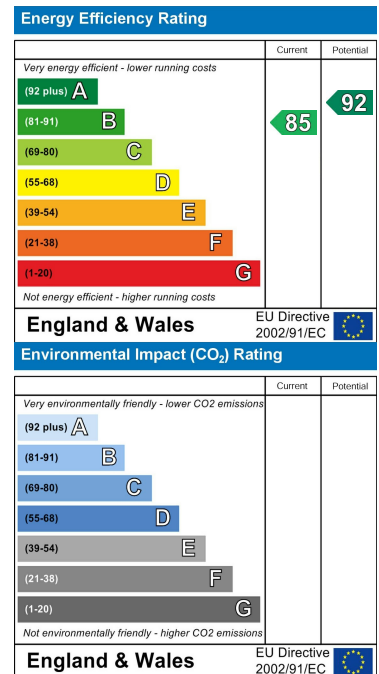 Energy Efficiency Rating
Current Potential
Very energy efficient - lower running costs
(92 plus) A
(81-91) B
(69-80) C
(55-68) D
(39-54) E
(21-38) F
(1-20) G
85
92
Not energy efficient - higher running costs
England & Wales
EU Directive
2002/91/EC
Environmental Impact (CO₂) Rating
Current Potential
Very environmentally friendly - lower CO2 emissions
(92 plus) A
(81-91) B
(69-80) C
(55-68) D
(39-54) E
(21-38) F
(1-20) G
Not environmentally friendly - higher CO2 emissions
England & Wales
EU Directive
2002/91/EC